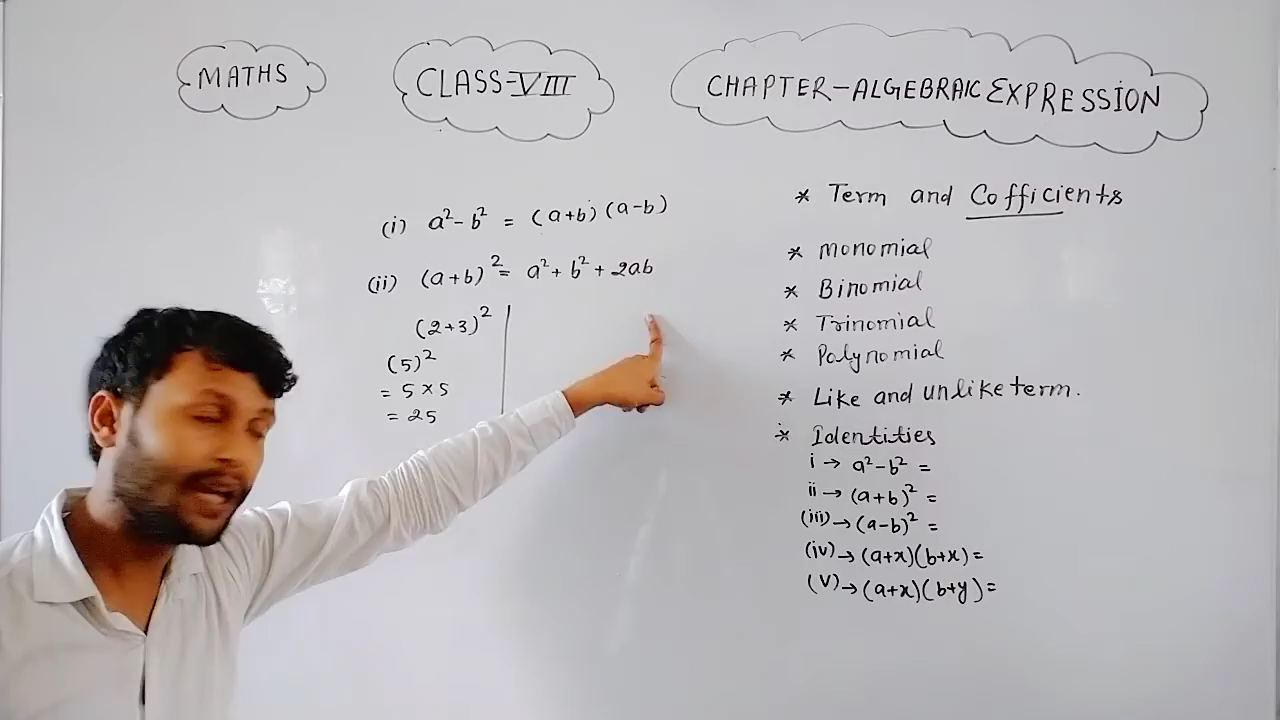 MATHS
CLASS-VIII
CHAPTER-ALGEBRAIC EXPRESSION
(i) a²-b² = (a+b)(a-b)
(ii) (a+b)² = a²+b²+2ab
(2+3)²
(5)²
= 5×5
= 25
* Term and Cofficients
* Monomial
* Binomial
* Trinomial
* Polynomial
* Like and unlike term.
* Identities
i → a²-b² =
ii → (a+b)² =
(iii) → (a-b)² =
(iv) → (a+x)(b+x)=
(V) → (a+x)(b+y)=